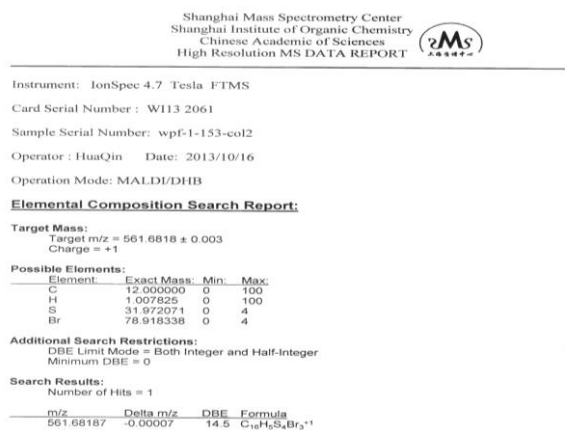 Shanghai Mass Spectrometry Center
Shanghai Institute of Organic Chemistry
Chinese Academic of Sciences
High Resolution MS DATA REPORT
Instrument: IonSpec 4.7 Tesla FTMS
Card Serial Number : W113 2061
Sample Serial Number: wpf-1-153-col2
Operator : HuaQin Date: 2013/10/16
Operation Mode: MALDI/DHB
Elemental Composition Search Report:
Target Mass:
Target m/z = 561.6818 ± 0.003
Charge = +1
Possible Elements:
Element: Exact Mass: Min: Max:
C 12.000000 0 100
H 1.007825 0 100
S 31.972071 0 4
Br 78.918338 0 4
Additional Search Restrictions:
DBE Limit Mode = Both Integer and Half-Integer
Minimum DBE = 0
Search Results:
Number of Hits = 1
m/z Delta m/z DBE Formula
561.68187 -0.00007 14.5 C₁₆H₅S₄Br₃⁺¹